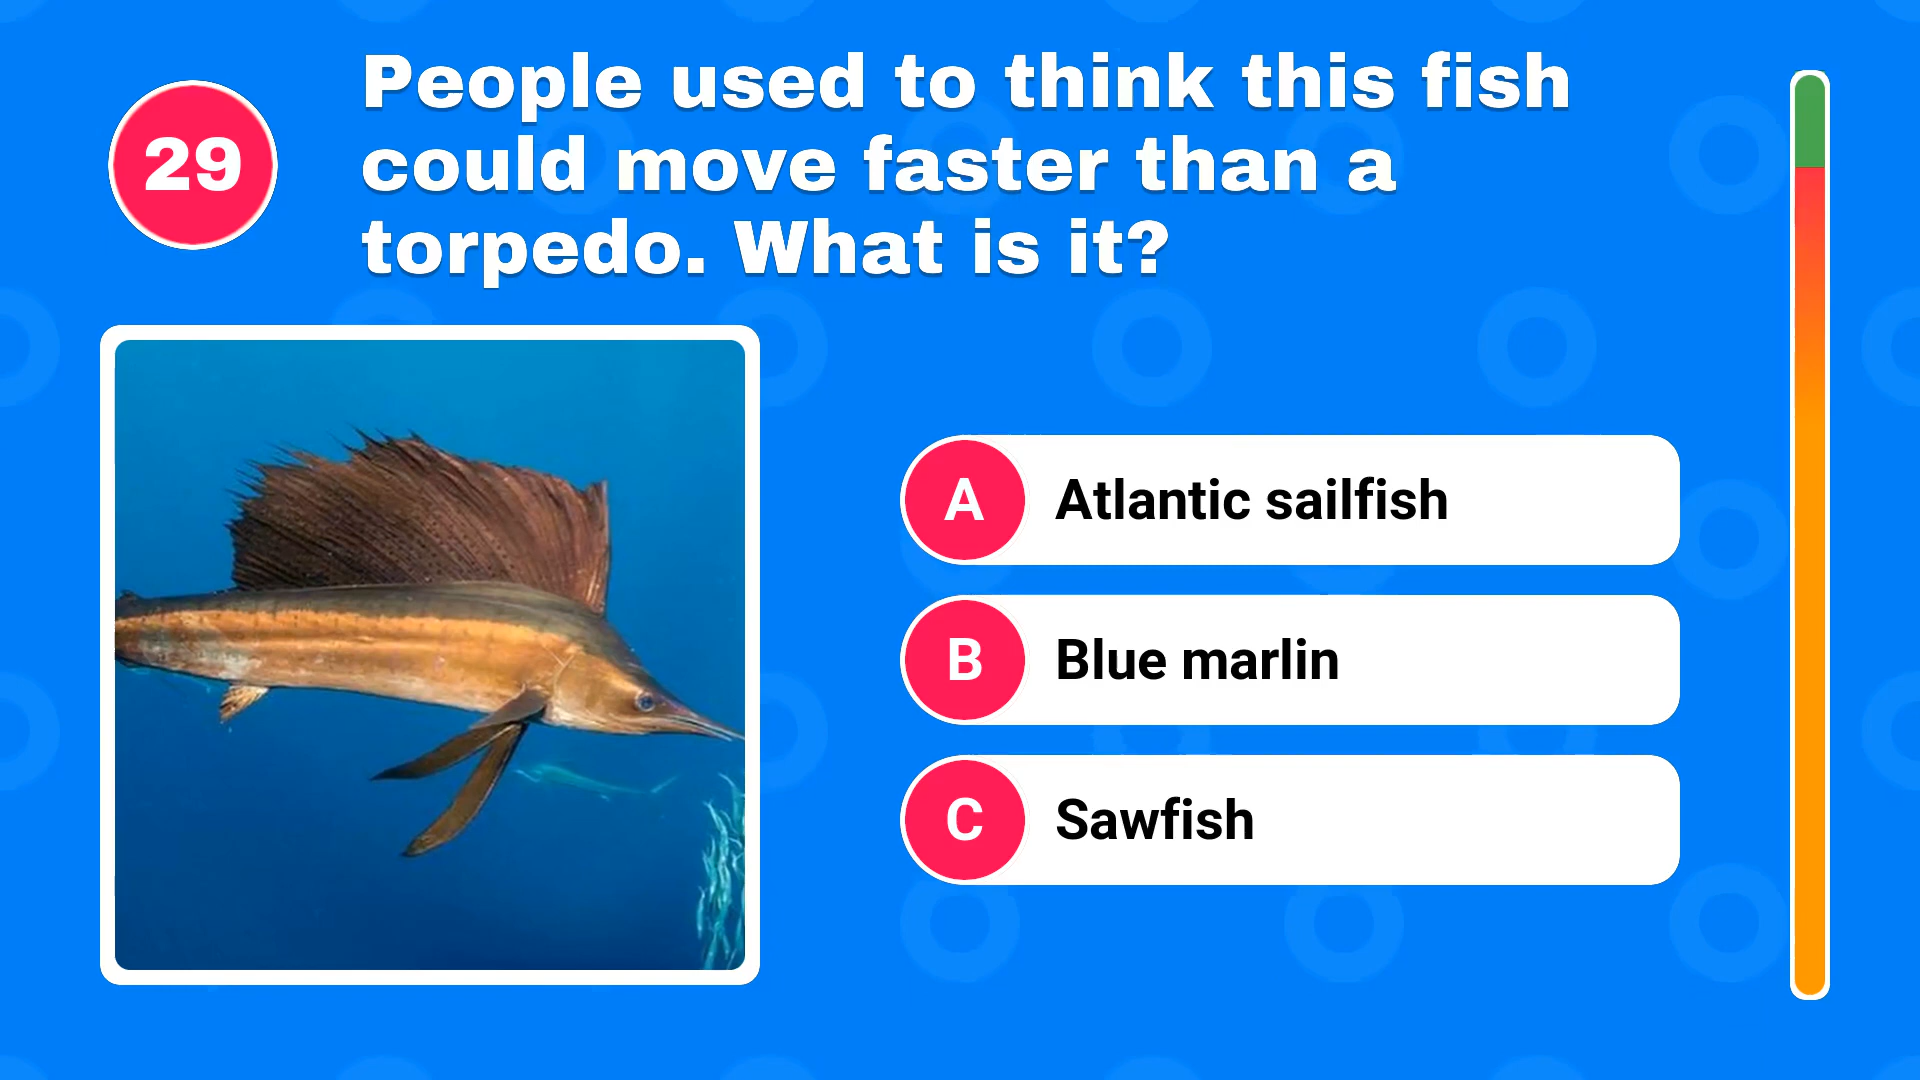 29
People used to think this fish
could move faster than a
torpedo. What is it?
A Atlantic sailfish
B Blue marlin
C Sawfish